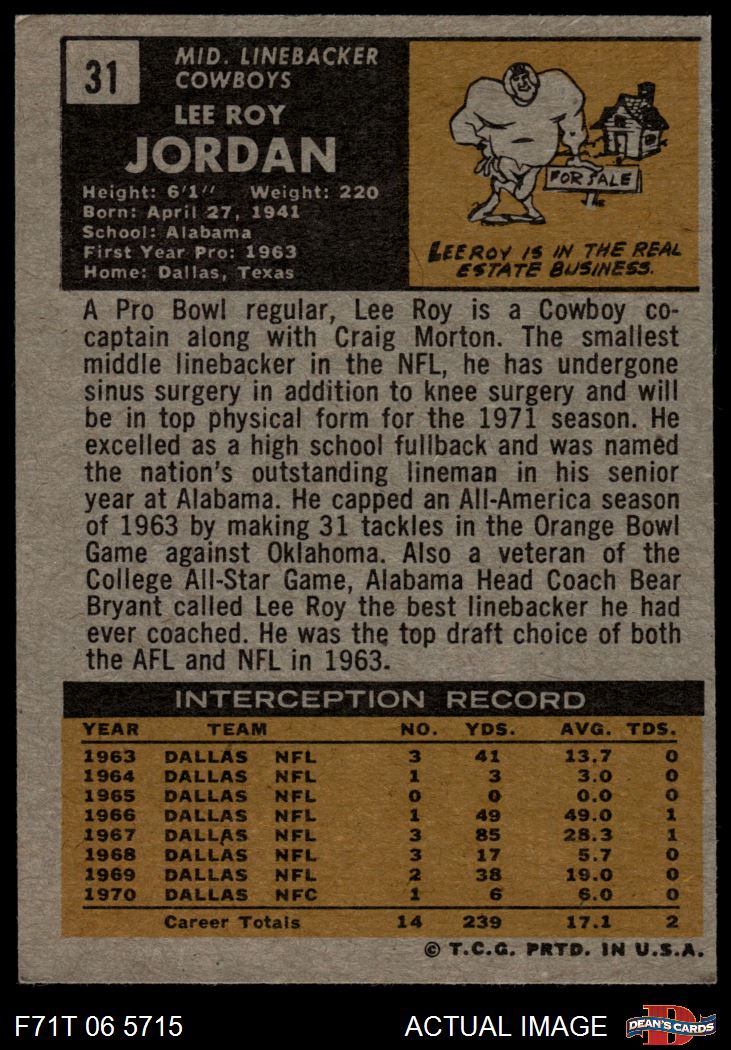 31
MID. LINEBACKER
COWBOYS
LEE ROY
JORDAN
Height: 6'1" Weight: 220
Born: April 27, 1941
School: Alabama
First Year Pro: 1963
Home: Dallas, Texas
FOR SALE
LEEROY IS IN THE REAL
ESTATE BUSINESS.
A Pro Bowl regular, Lee Roy is a Cowboy co-
captain along with Craig Morton. The smallest
middle linebacker in the NFL, he has undergone
sinus surgery in addition to knee surgery and will
be in top physical form for the 1971 season. He
excelled as a high school fullback and was named
the nation's outstanding lineman in his senior
year at Alabama. He capped an All-America season
of 1963 by making 31 tackles in the Orange Bowl
Game against Oklahoma. Also a veteran of the
College All-Star Game, Alabama Head Coach Bear
Bryant called Lee Roy the best linebacker he had
ever coached. He was the top draft choice of both
the AFL and NFL in 1963.
INTERCEPTION RECORD
YEAR TEAM NO. YDS. AVG. TDS.
1963 DALLAS NFL 3 41 13.7 0
1964 DALLAS NFL 1 3 3.0 0
1965 DALLAS NFL 0 0 0.0 0
1966 DALLAS NFL 1 49 49.0 1
1967 DALLAS NFL 3 85 28.3 1
1968 DALLAS NFL 3 17 5.7 0
1969 DALLAS NFL 2 38 19.0 0
1970 DALLAS NFC 1 6 6.0 0
Career Totals 14 239 17.1 2
© T.C.G. PRTD. IN U.S.A.
F71T 06 5715 ACTUAL IMAGE DEAN'S CARDS